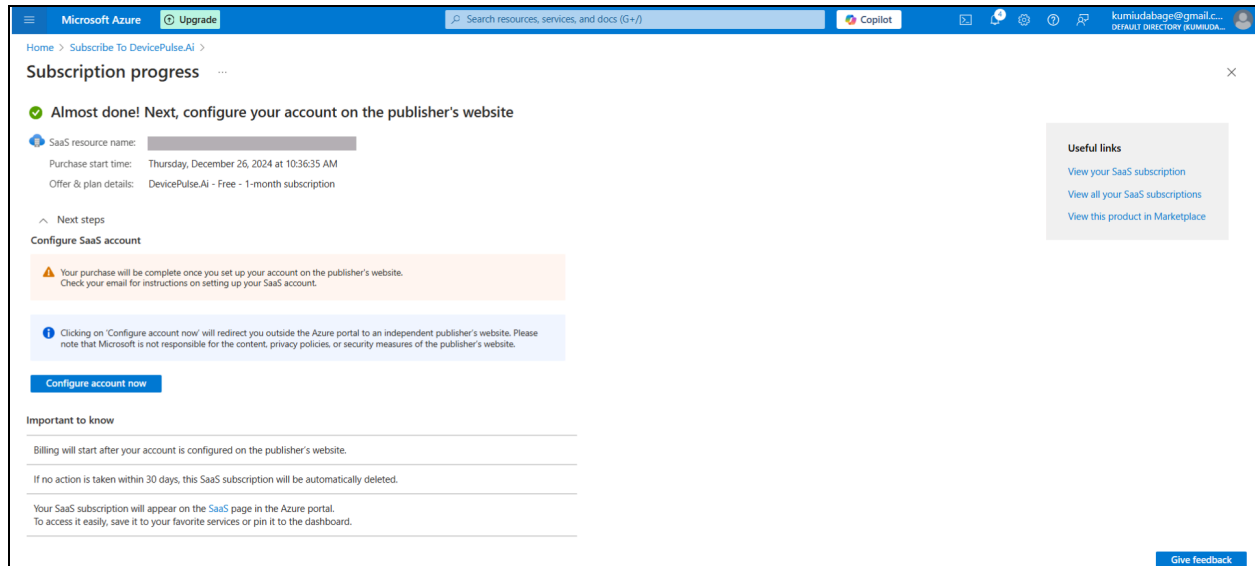 Microsoft Azure
Upgrade
Search resources, services, and docs (G+/)
Copilot
4
kumiudabage@gmail.c...
DEFAULT DIRECTORY (KUMIUDA...
Home > Subscribe To DevicePulse.Ai >
Subscription progress ...
Almost done! Next, configure your account on the publisher's website
SaaS resource name:
Purchase start time: Thursday, December 26, 2024 at 10:36:35 AM
Offer & plan details: DevicePulse.Ai - Free - 1-month subscription
Next steps
Configure SaaS account
Your purchase will be complete once you set up your account on the publisher's website.
Check your email for instructions on setting up your SaaS account.
Clicking on 'Configure account now' will redirect you outside the Azure portal to an independent publisher's website. Please
note that Microsoft is not responsible for the content, privacy policies, or security measures of the publisher's website.
Configure account now
Important to know
Billing will start after your account is configured on the publisher's website.
If no action is taken within 30 days, this SaaS subscription will be automatically deleted.
Your SaaS subscription will appear on the SaaS page in the Azure portal.
To access it easily, save it to your favorite services or pin it to the dashboard.
Useful links
View your SaaS subscription
View all your SaaS subscriptions
View this product in Marketplace
Give feedback